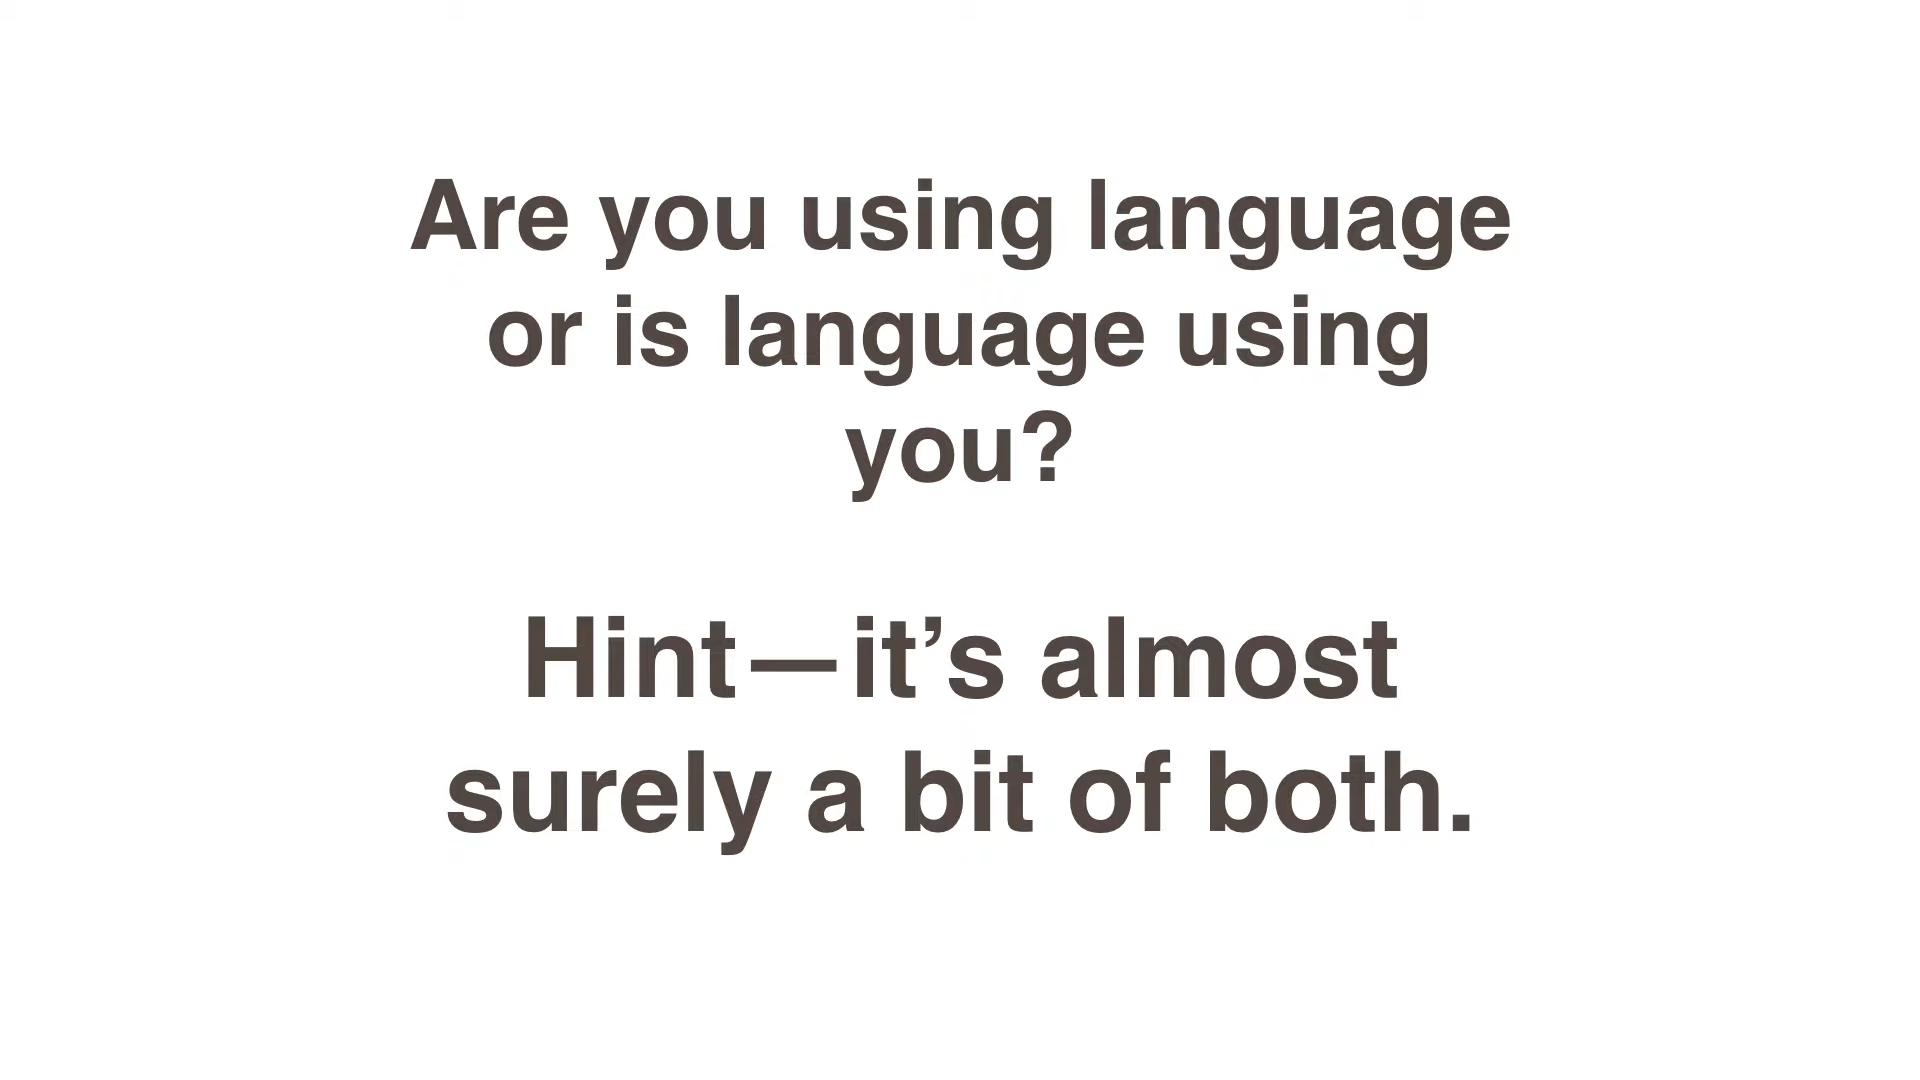 Are you using language
or is language using
you?
Hint—it’s almost
surely a bit of both.